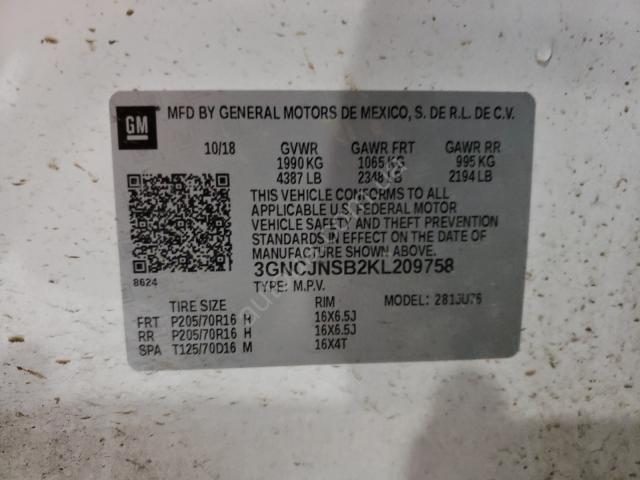 GM
MFD BY GENERAL MOTORS DE MEXICO, S. DE R.L. DE C.V.
10/18 GVWR GAWR FRT GAWR RR
1990 KG 1065 KG 995 KG
4387 LB 2348 LB 2194 LB
THIS VEHICLE CONFORMS TO ALL
APPLICABLE U.S. FEDERAL MOTOR
VEHICLE SAFETY AND THEFT PREVENTION
STANDARDS IN EFFECT ON THE DATE OF
MANUFACTURE SHOWN ABOVE.
3GNCJNSB2KL209758
8624
TYPE: M.P.V. MODEL: 281JU76
TIRE SIZE RIM
FRT P205/70R16 H 16X6.5J
RR P205/70R16 H 16X6.5J
SPA T125/70D16 M 16X4T